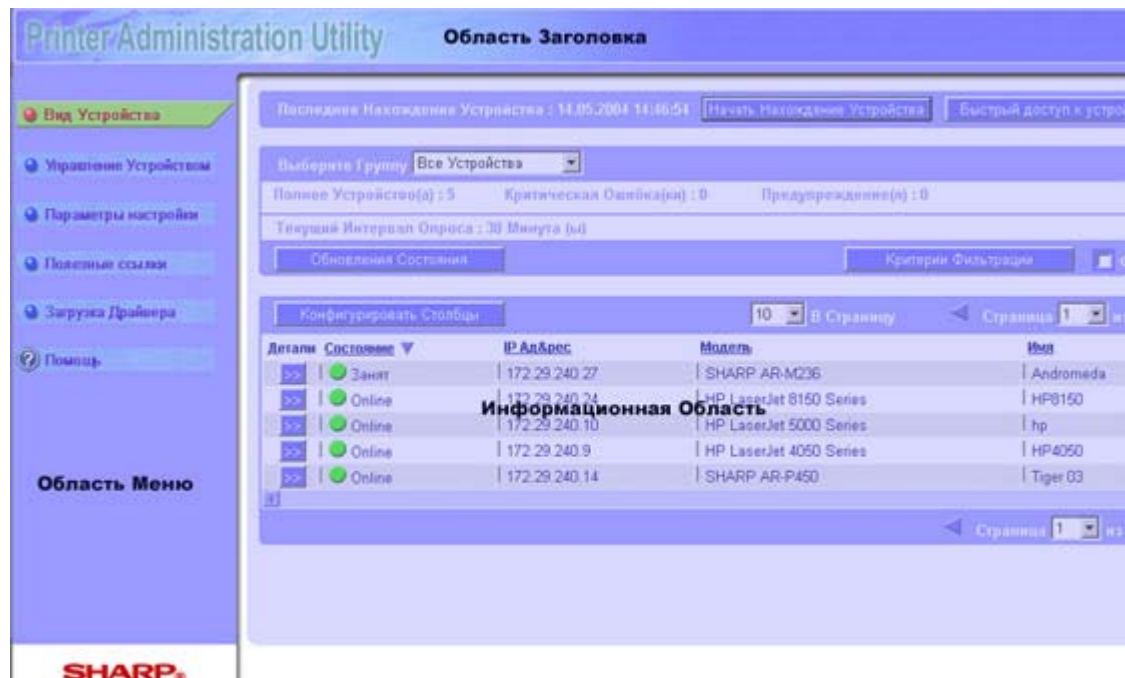 Printer Administration Utility
Область Заголовка
Последнее Нахождение Устройства : 14.05.2004 14:46:54 Начать Нахождение Устройства Быстрый доступ к устро
Вид Устройства
Управление Устройством
Параметры настройки
Полезные ссылки
Загрузка Драйвера
Помощь
Область Меню
Выберите Группу Все Устройства
Полное Устройство(а) : 5 Критическая Ошибка(ки) : 0 Предупреждение(я) : 0
Текущий Интервал Опроса : 30 Минута (ы)
Обновления Состояния Критерии Фильтрации
Конфигурировать Столбцы 10 В Страницу Страница 1 из
Детали Состояние IP Ад&рес Модель Имя
>> Занят 172.29.240.27 SHARP AR-M236 Andromeda
>> Online 172.29.240.24 HP LaserJet 8150 Series HP8150
Информационная Область
>> Online 172.29.240.10 HP LaserJet 5000 Series hp
>> Online 172.29.240.9 HP LaserJet 4050 Series HP4050
>> Online 172.29.240.14 SHARP AR-P450 Tiger 03
Страница 1 из
SHARP